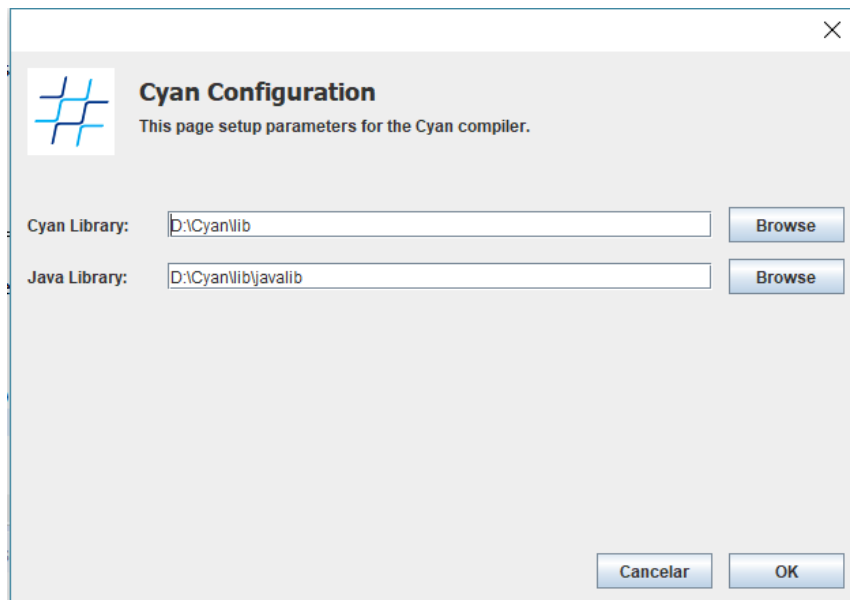 Cyan Configuration
This page setup parameters for the Cyan compiler.
Cyan Library:
D:\Cyan\lib
Browse
Java Library:
D:\Cyan\lib\javalib
Browse
Cancelar
OK